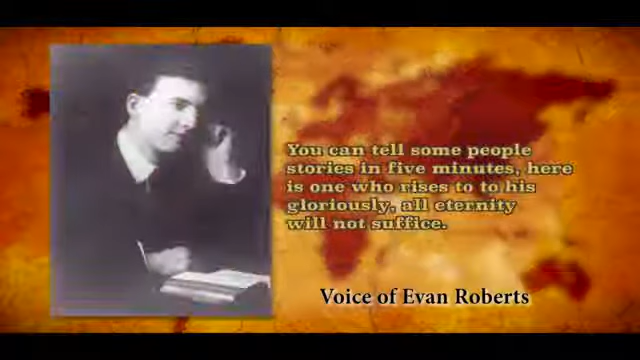 You can tell some people
stories in five minutes, here
is one who rises to to his
gloriously, all eternity
will not suffice.
Voice of Evan Roberts